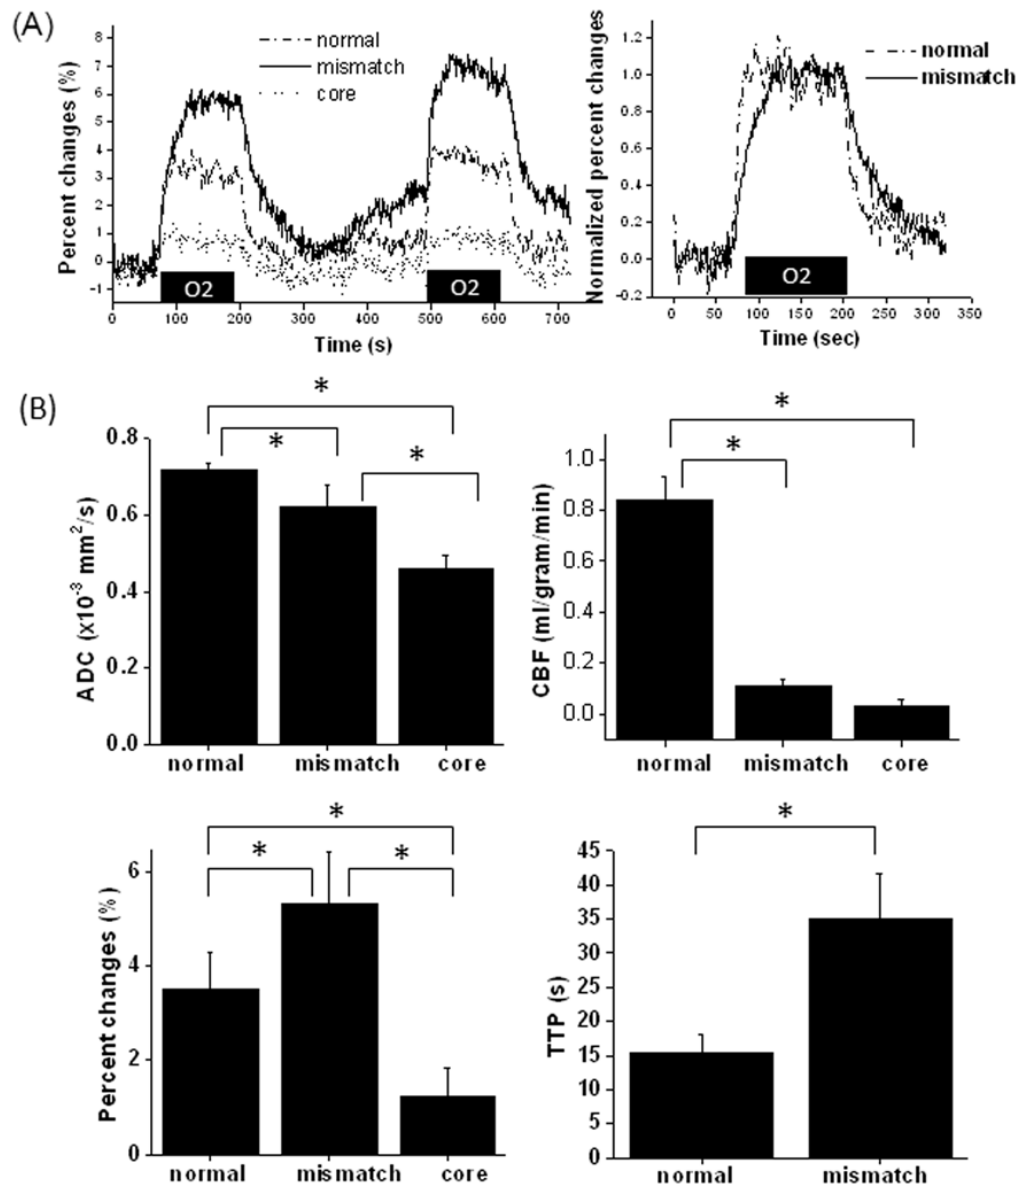 (A)
Percent changes (%)
8
7
6
5
4
3
2
1
0
-1
normal
mismatch
core
O2
O2
0
100
200
300
400
500
600
700
Time (s)
Normalized percent changes
1.2
1.0
0.8
0.6
0.4
0.2
0.0
-0.2
normal
mismatch
O2
0
50
100
150
200
250
300
350
Time (sec)
(B)
ADC (x10⁻³ mm²/s)
0.8
0.6
0.4
0.2
0.0
*
*
*
normal
mismatch
core
CBF (ml/gram/min)
1.0
0.8
0.6
0.4
0.2
0.0
*
*
normal
mismatch
core
Percent changes (%)
6
4
2
0
*
*
*
normal
mismatch
core
TTP (s)
45
40
35
30
25
20
15
10
5
0
*
normal
mismatch